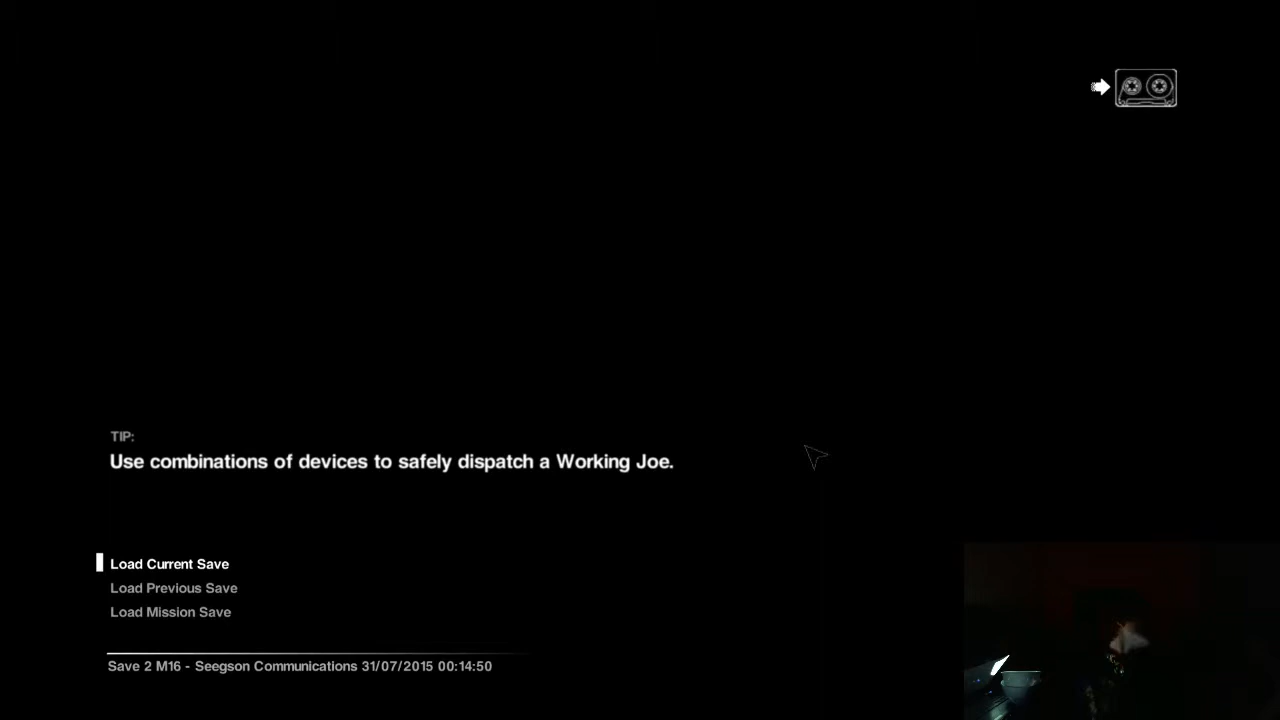 TIP:
Use combinations of devices to safely dispatch a Working Joe.
Load Current Save
Load Previous Save
Load Mission Save
Save 2 M16 - Seegson Communications 31/07/2015 00:14:50